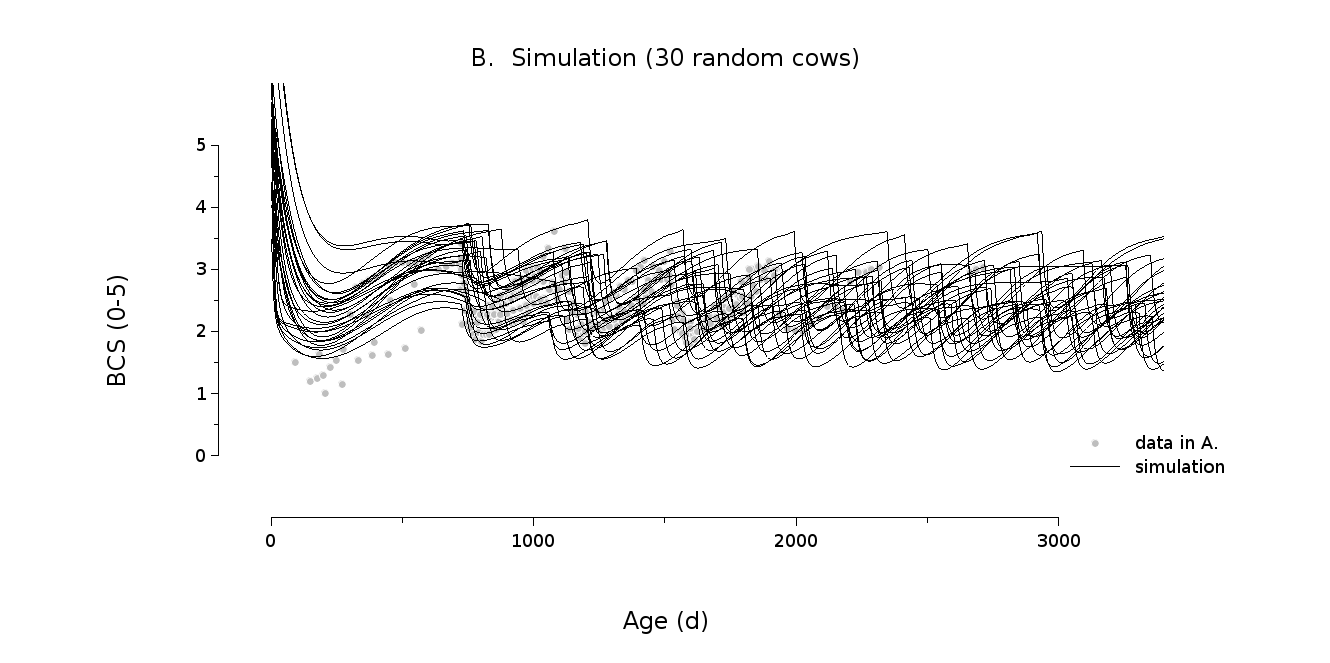 B.  Simulation (30 random cows)
BCS (0-5)
5
4
3
2
1
0
data in A.
simulation
0 1000 2000 3000
Age (d)